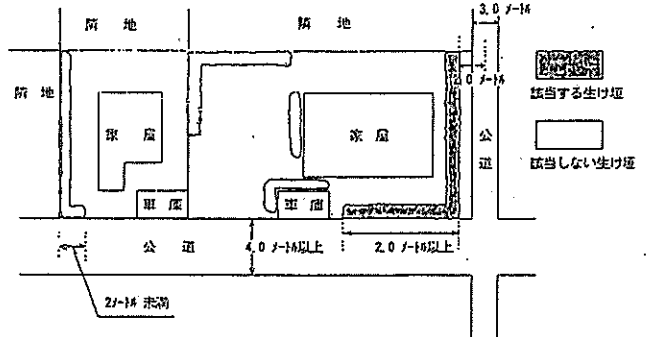 隣地
隣地
3.0 メートル
.0 メートル
該当する生け垣
隣地
家屋
家屋
公道
該当しない生け垣
車庫
車庫
公道
4.0 メートル以上
2.0 メートル以上
2メートル 未満